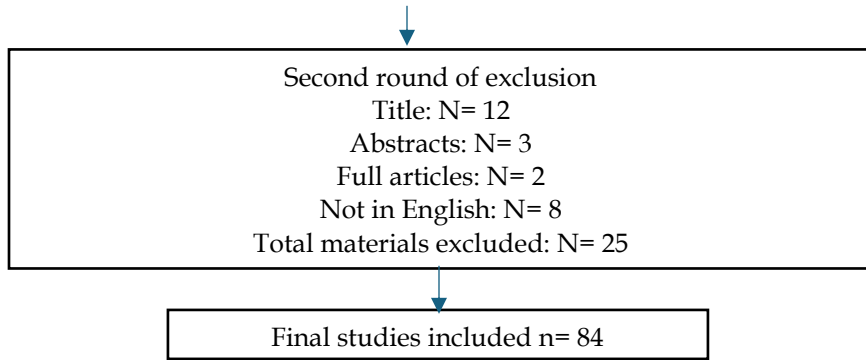 Second round of exclusion
Title: N= 12
Abstracts: N= 3
Full articles: N= 2
Not in English: N= 8
Total materials excluded: N= 25
Final studies included n= 84